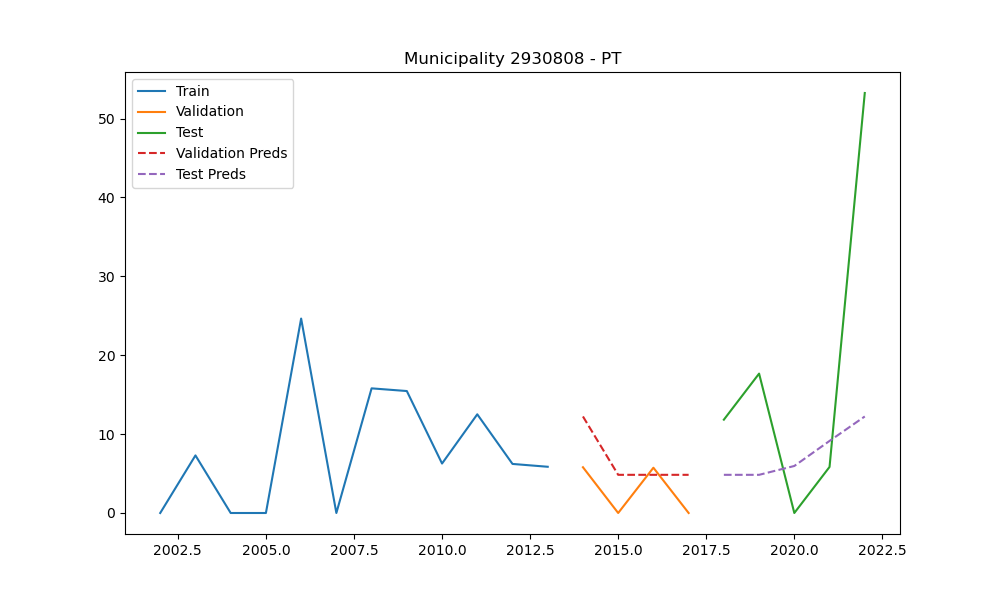 Municipality 2930808 - PT
Train
Validation
Test
Validation Preds
Test Preds
50
40
30
20
10
0
2002.5 2005.0 2007.5 2010.0 2012.5 2015.0 2017.5 2020.0 2022.5